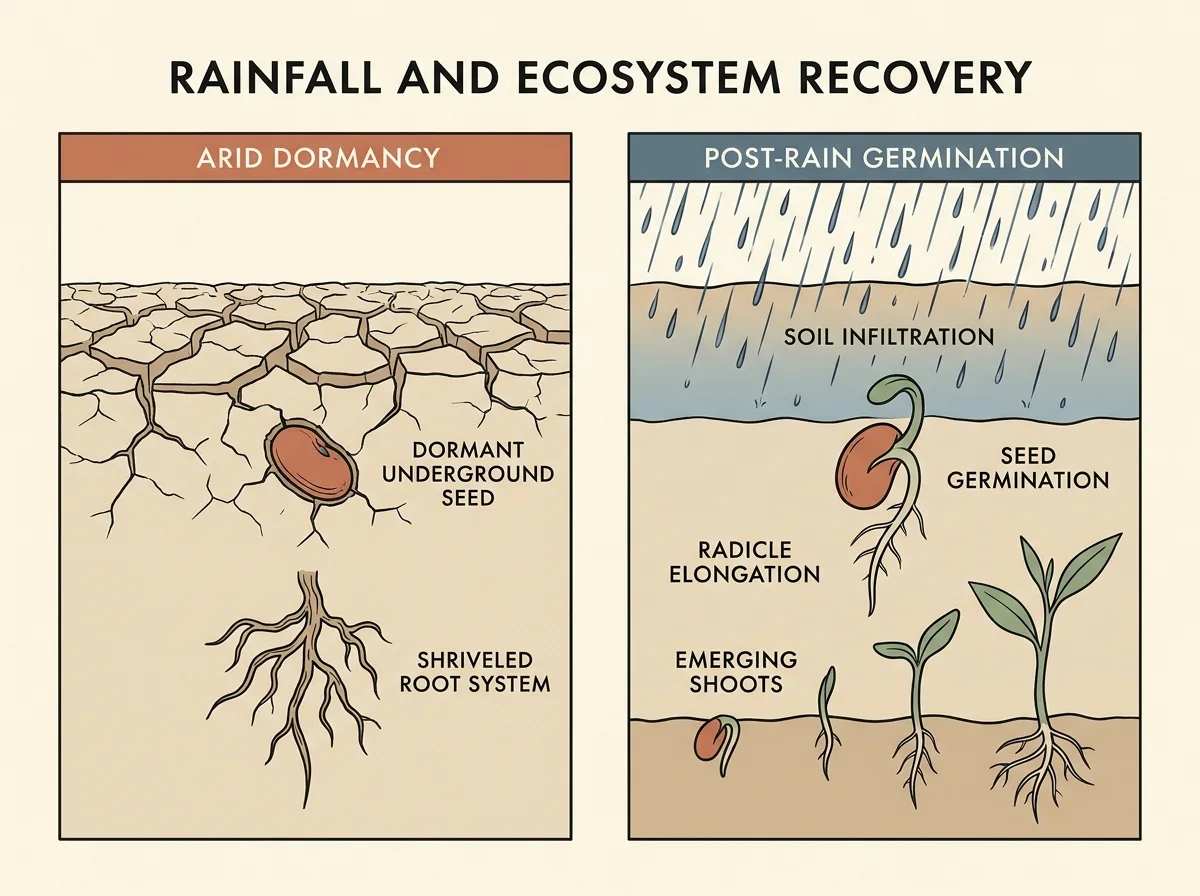 RAINFALL AND ECOSYSTEM RECOVERY
ARID DORMANCY
DORMANT
UNDERGROUND
SEED
SHRIVELED
ROOT SYSTEM
POST-RAIN GERMINATION
SOIL INFILTRATION
SEED
GERMINATION
RADICLE
ELONGATION
EMERGING
SHOOTS